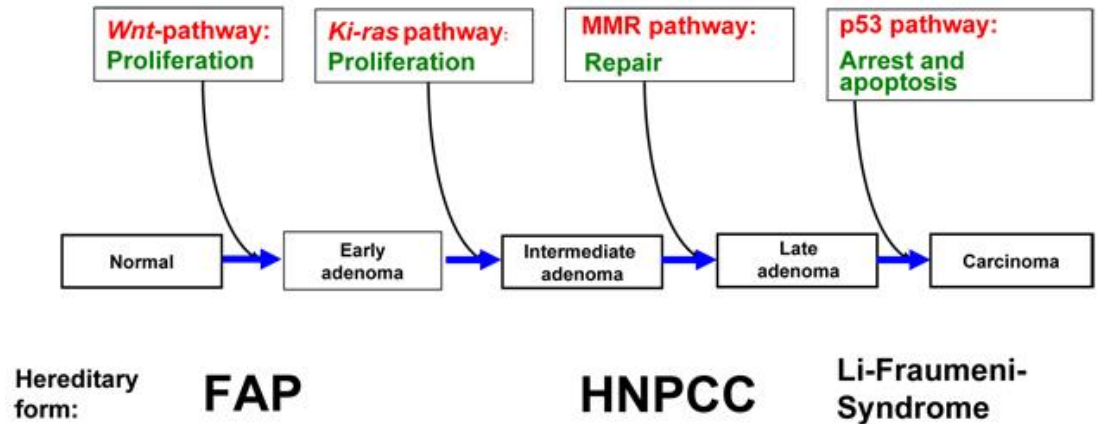 Wnt-pathway:
Proliferation
Ki-ras pathway:
Proliferation
MMR pathway:
Repair
p53 pathway:
Arrest and
apoptosis
Normal
Early
adenoma
Intermediate
adenoma
Late
adenoma
Carcinoma
Hereditary
form:
FAP
HNPCC
Li-Fraumeni-
Syndrome